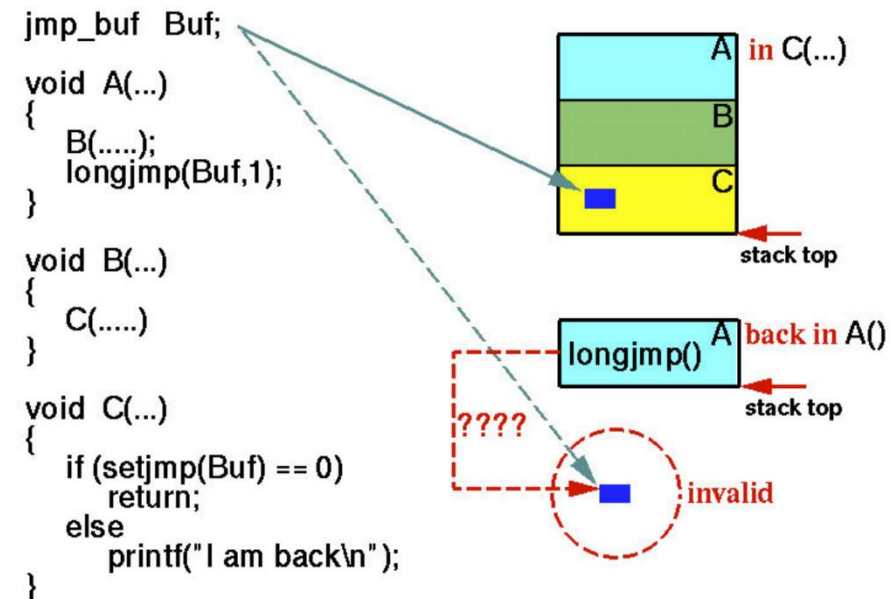 jmp_buf Buf;
void A(...)
{
B(.....);
longjmp(Buf,1);
}
void B(...)
{
C(.....)
}
void C(...)
{
if (setjmp(Buf) == 0)
return;
else
printf("I am back\n");
}
A in C(...)
B
C
stack top
A back in A()
longjmp()
stack top
????
invalid